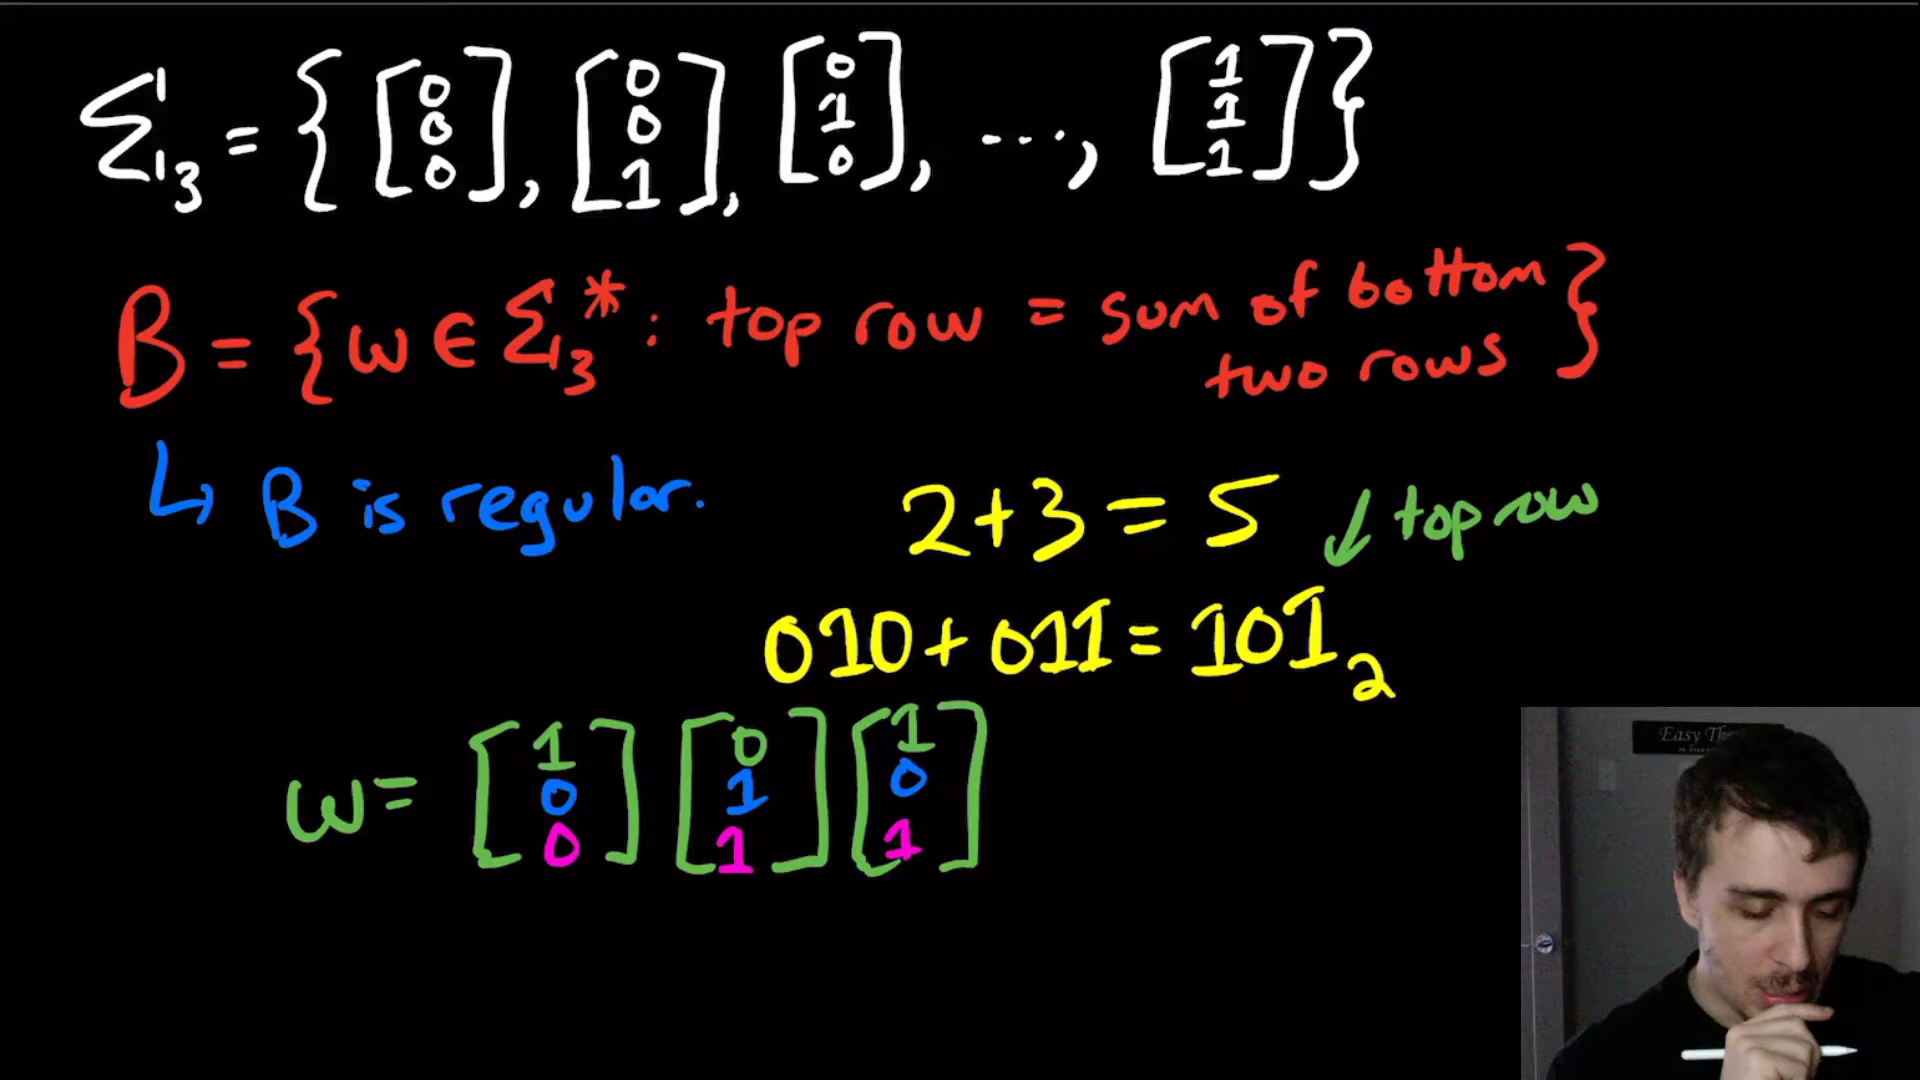 Σ₃ = { [0 0 0], [0 0 1], [0 1 0], ..., [1 1 1] }
B = { w ∈ Σ₃* : top row = sum of bottom
two rows }
↳ B is regular.
2+3 = 5 ↙ top row
010 + 011 = 101₂
w = [1 0 0] [0 1 1] [1 0 1]
Easy